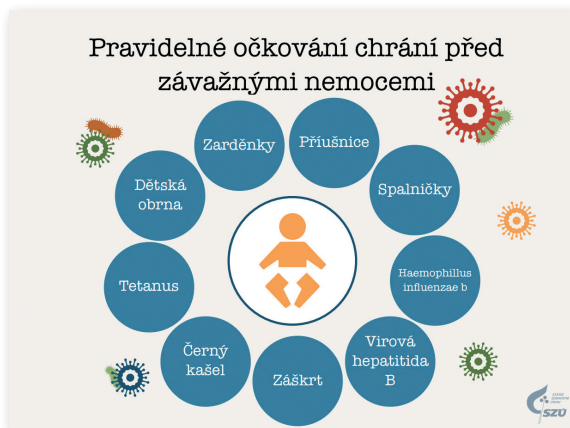 Pravidelné očkování chrání před
závažnými nemocemi
Zarděnky
Příušnice
Dětská
obrna
Spalničky
Tetanus
Haemophillus
influenzae b
Černý
kašel
Virová
hepatitida
B
Záškrt
SZÚ